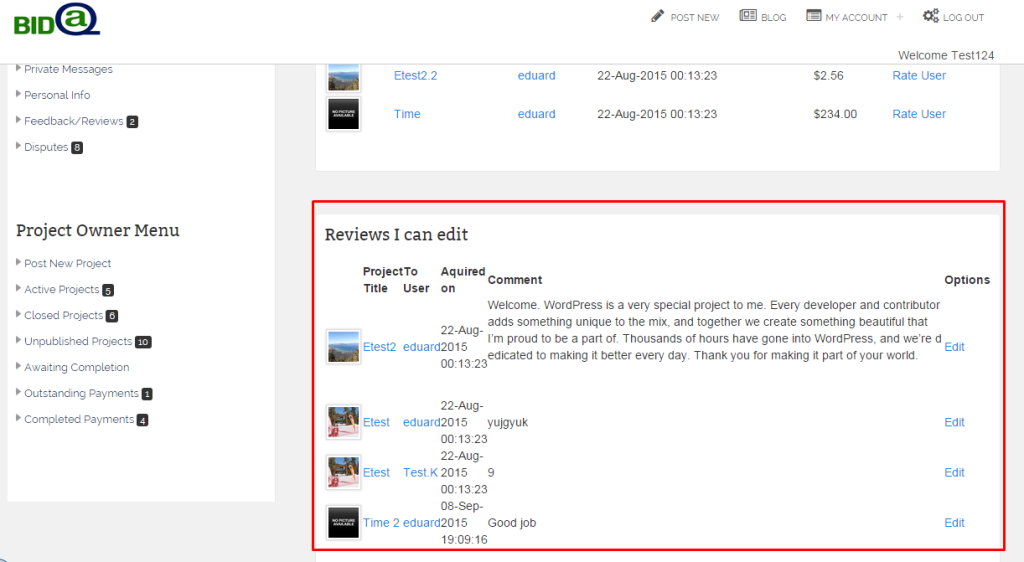 BID@
POST NEW BLOG MY ACCOUNT + LOG OUT
Welcome Test124
Private Messages
Personal Info
Feedback/Reviews 2
Disputes 8
Project Owner Menu
Post New Project
Active Projects 5
Closed Projects 6
Unpublished Projects 10
Awaiting Completion
Outstanding Payments 1
Completed Payments 4
Etest2.2 eduard 22-Aug-2015 00:13:23 $2.56 Rate User
NO PICTURE
AVAILABLE
Time eduard 22-Aug-2015 00:13:23 $234.00 Rate User
Reviews I can edit
Project To Aquired
Title User on Comment Options
Welcome. WordPress is a very special project to me. Every developer and contributor
adds something unique to the mix, and together we create something beautiful that
I'm proud to be a part of. Thousands of hours have gone into WordPress, and we're d
edicated to making it better every day. Thank you for making it part of your world.
Etest2 eduard 22-Aug-
2015
00:13:23 Edit
Etest eduard 22-Aug-
2015
00:13:23 yujgyuk Edit
Etest Test.K 22-Aug-
2015
00:13:23 9 Edit
NO PICTURE
AVAILABLE
Time 2 eduard 08-Sep-
2015
19:09:16 Good job Edit